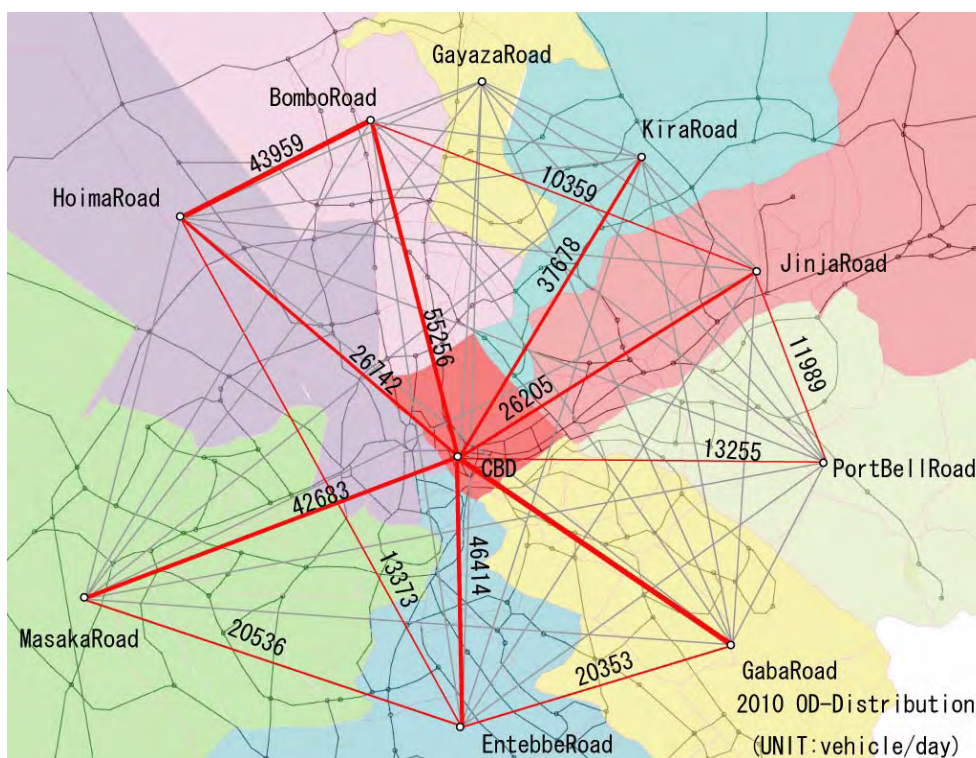 GayazaRoad
BomboRoad
KiraRoad
43959
10359
HoimaRoad
37678
JinjaRoad
55256
26742
11989
26205
13255
CBD
PortBellRoad
42683
46414
13373
MasakaRoad
20536
20353
GabaRoad
2010 OD-Distribution
EntebbeRoad
(UNIT:vehicle/day)